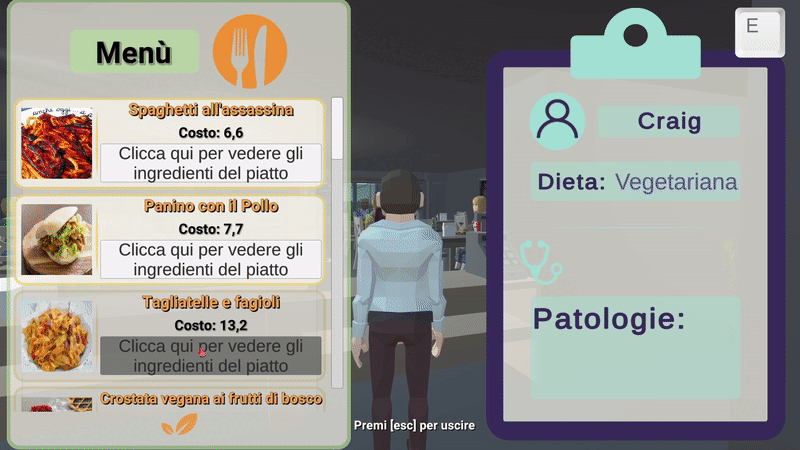 Menù
anche oggi...
Spaghetti all'assassina
Costo: 6,6
Clicca qui per vedere gli
ingredienti del piatto
Panino con il Pollo
Costo: 7,7
Clicca qui per vedere gli
ingredienti del piatto
Tagliatelle e fagioli
Costo: 13,2
Clicca qui per vedere gli
ingredienti del piatto
Crostata vegana ai frutti di bosco
Premi [esc] per uscire
E
Craig
Dieta: Vegetariana
Patologie: